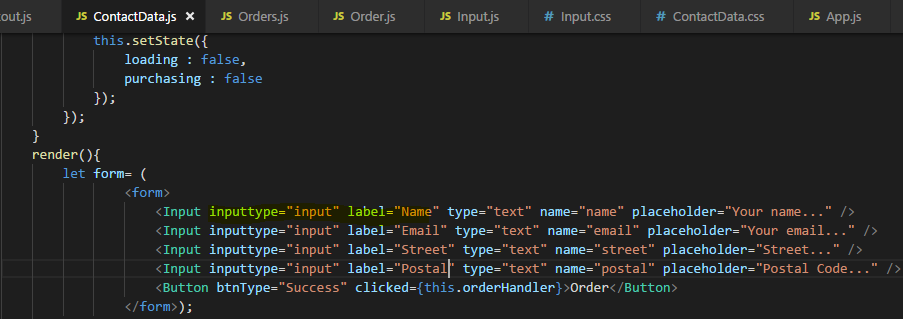 out.js JS ContactData.js × JS Orders.js JS Order.js JS Input.js # Input.css # ContactData.css JS App.js
this.setState({
loading : false,
purchasing : false
});
});
}
render(){
let form= (
<form>
<Input inputtype="input" label="Name" type="text" name="name" placeholder="Your name..." />
<Input inputtype="input" label="Email" type="text" name="email" placeholder="Your email..." />
<Input inputtype="input" label="Street" type="text" name="street" placeholder="Street..." />
<Input inputtype="input" label="Postal" type="text" name="postal" placeholder="Postal Code..." />
<Button btnType="Success" clicked={this.orderHandler}>Order</Button>
</form>);